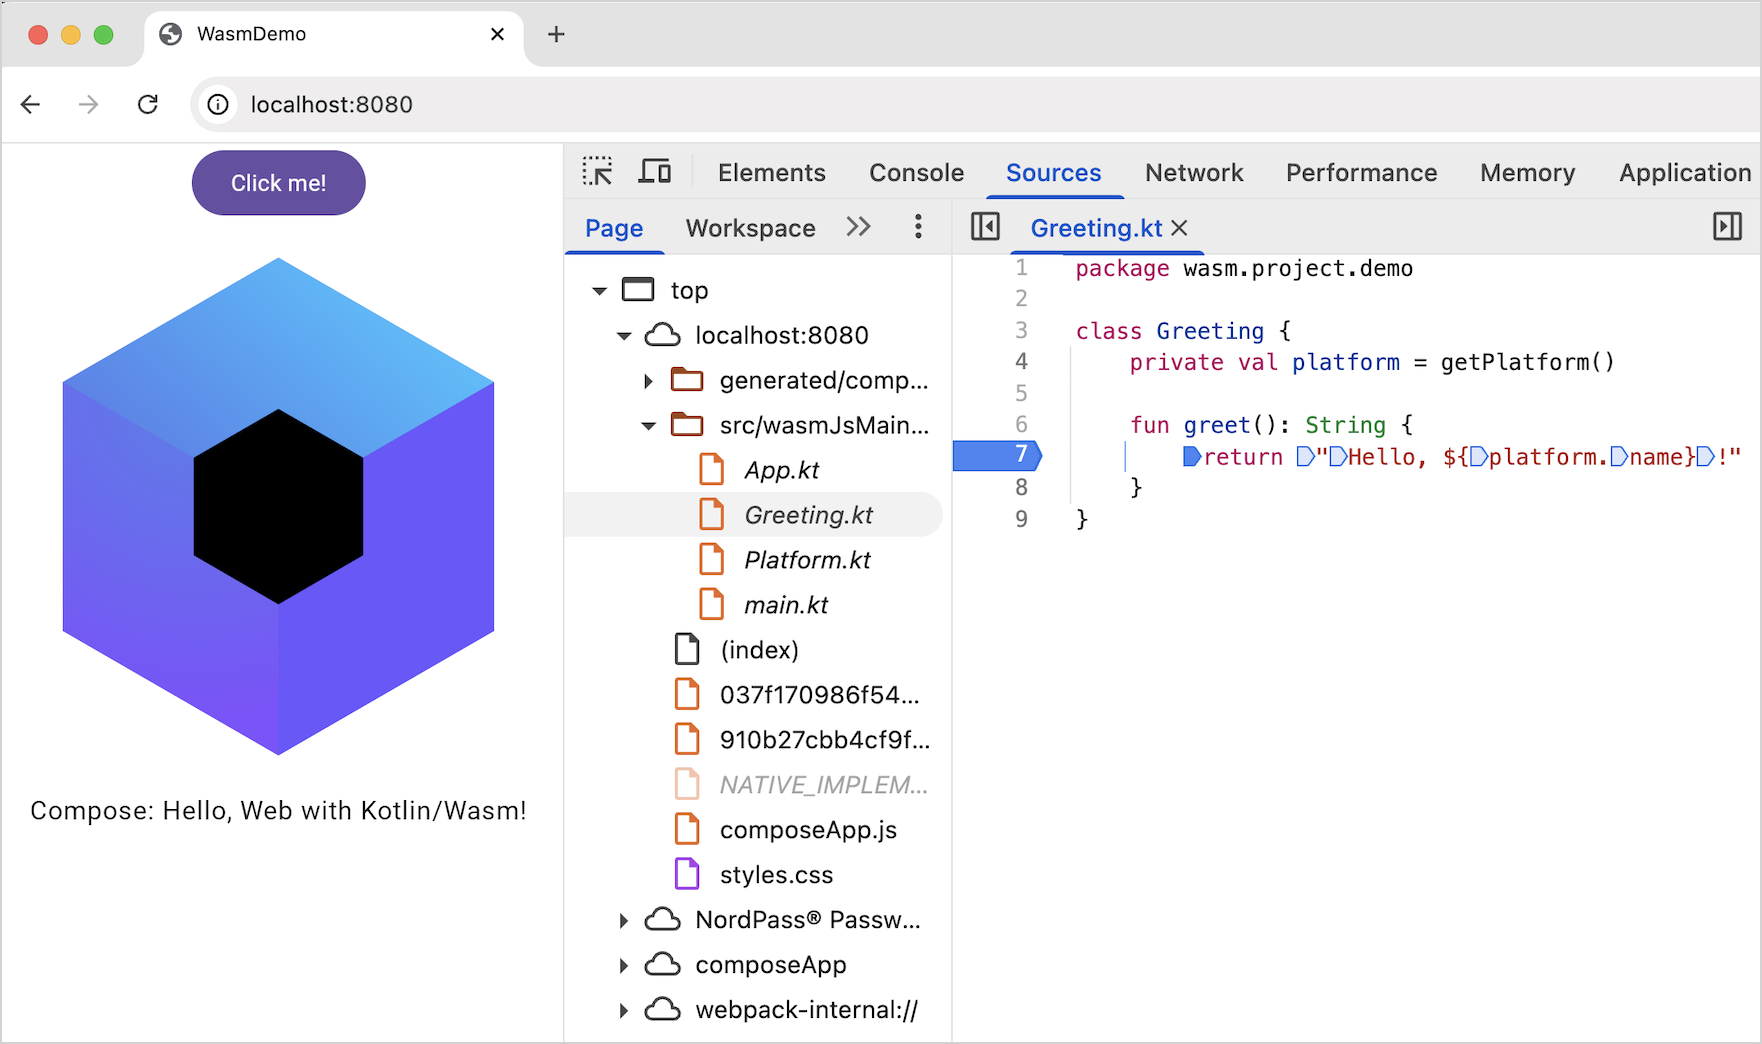 WasmDemo
localhost:8080
Click me!
Compose: Hello, Web with Kotlin/Wasm!
Elements Console Sources Network Performance Memory Application
Page Workspace
top
localhost:8080
generated/comp...
src/wasmJsMain...
App.kt
Greeting.kt
Platform.kt
main.kt
(index)
037f170986f54...
910b27cbb4cf9f...
NATIVE_IMPLEM...
composeApp.js
styles.css
NordPass® Passw...
composeApp
webpack-internal://
Greeting.kt
1 package wasm.project.demo
2
3 class Greeting {
4 private val platform = getPlatform()
5
6 fun greet(): String {
7 return "Hello, ${platform.name}!"
8 }
9 }